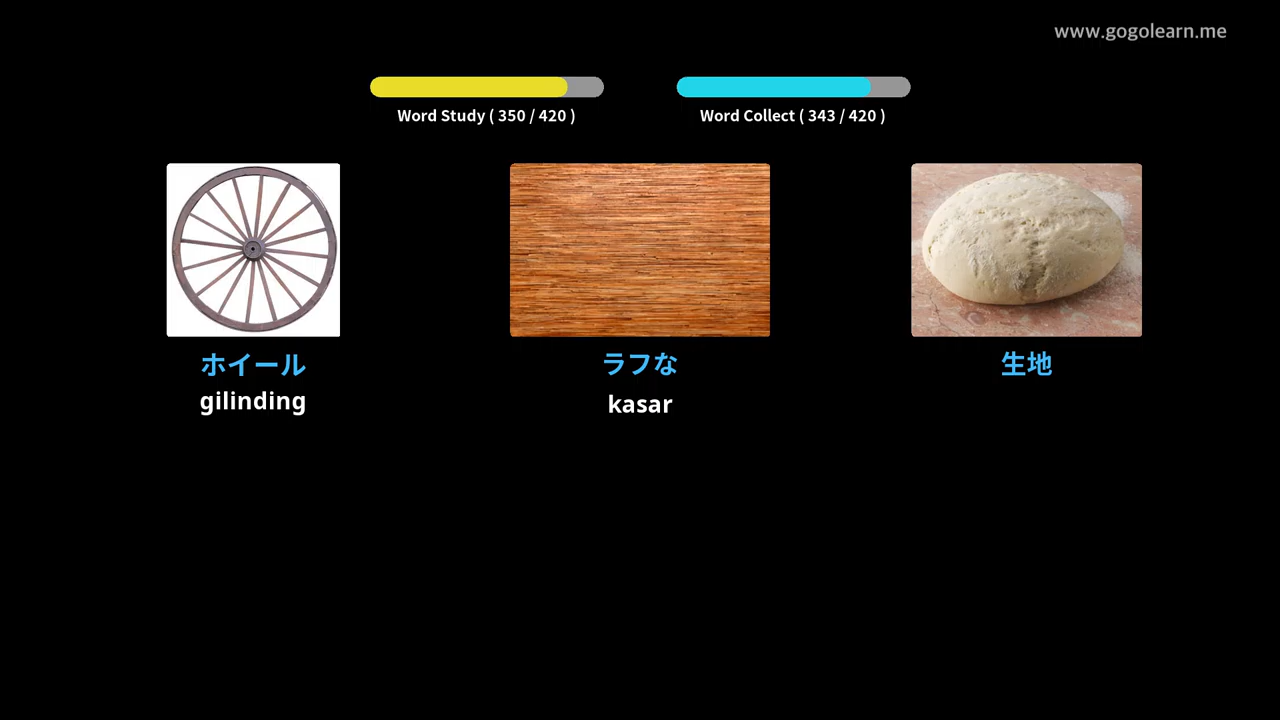 www.gogolearn.me
Word Study ( 350 / 420 )
Word Collect ( 343 / 420 )
ホイール
ラフな
生地
gilinding
kasar